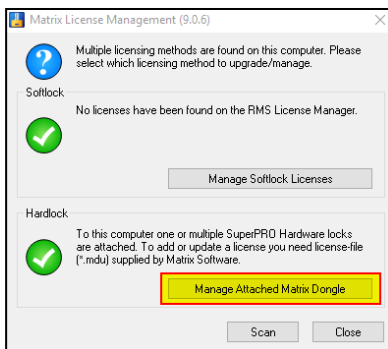 Matrix License Management (9.0.6)
Multiple licensing methods are found on this computer. Please
select which licensing method to upgrade/manage.
Softlock
No licenses have been found on the RMS License Manager.
Manage Softlock Licenses
Hardlock
To this computer one or multiple SuperPRO Hardware locks
are attached. To add or update a license you need license-file
(*.mdu) supplied by Matrix Software.
Manage Attached Matrix Dongle
Scan
Close